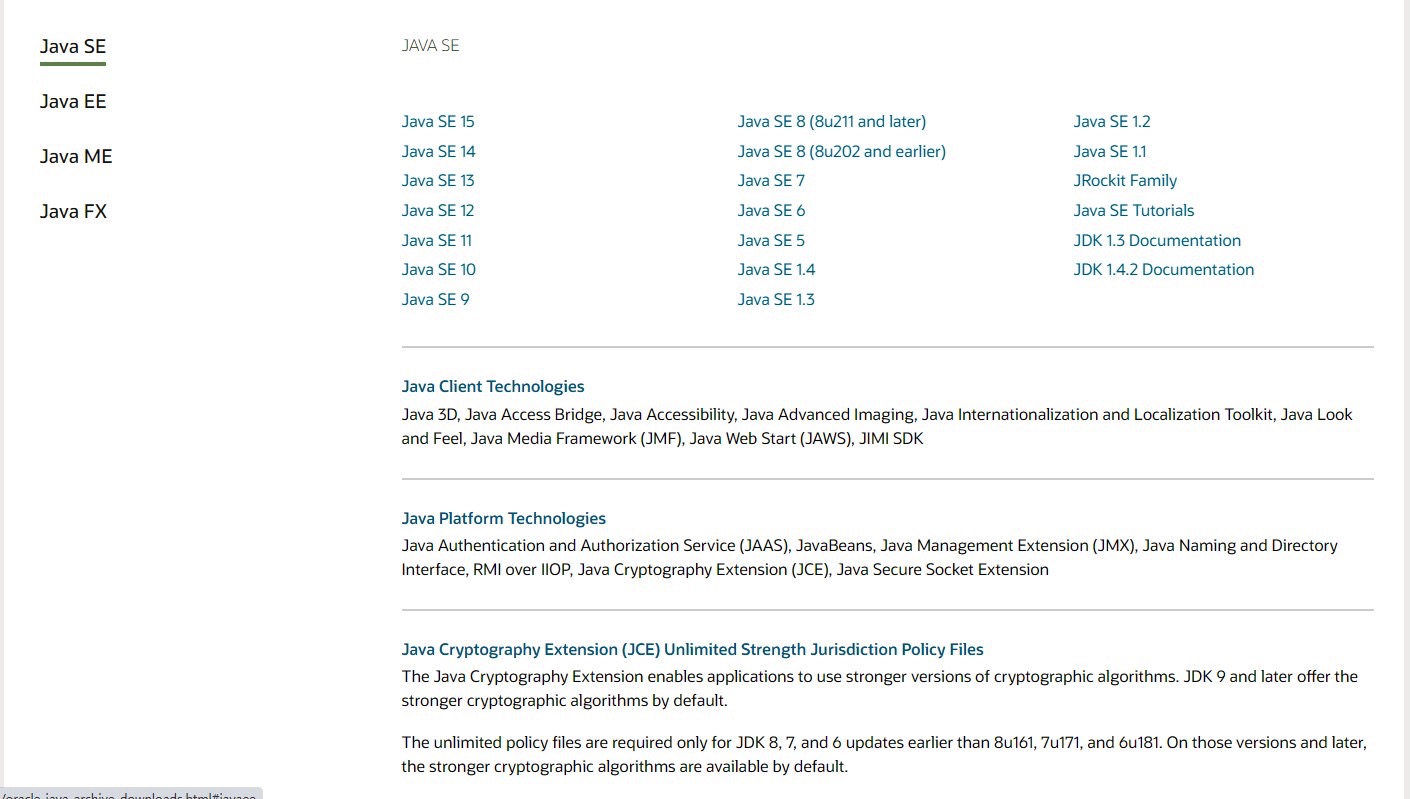 Java SE
Java EE
Java ME
Java FX
JAVA SE
Java SE 15
Java SE 14
Java SE 13
Java SE 12
Java SE 11
Java SE 10
Java SE 9
Java SE 8 (8u211 and later)
Java SE 8 (8u202 and earlier)
Java SE 7
Java SE 6
Java SE 5
Java SE 1.4
Java SE 1.3
Java SE 1.2
Java SE 1.1
JRockit Family
Java SE Tutorials
JDK 1.3 Documentation
JDK 1.4.2 Documentation
Java Client Technologies
Java 3D, Java Access Bridge, Java Accessibility, Java Advanced Imaging, Java Internationalization and Localization Toolkit, Java Look
and Feel, Java Media Framework (JMF), Java Web Start (JAWS), JIMI SDK
Java Platform Technologies
Java Authentication and Authorization Service (JAAS), JavaBeans, Java Management Extension (JMX), Java Naming and Directory
Interface, RMI over IIOP, Java Cryptography Extension (JCE), Java Secure Socket Extension
Java Cryptography Extension (JCE) Unlimited Strength Jurisdiction Policy Files
The Java Cryptography Extension enables applications to use stronger versions of cryptographic algorithms. JDK 9 and later offer the
stronger cryptographic algorithms by default.
The unlimited policy files are required only for JDK 8, 7, and 6 updates earlier than 8u161, 7u171, and 6u181. On those versions and later,
the stronger cryptographic algorithms are available by default.
/oracle-java-archive-downloads.html#javaee